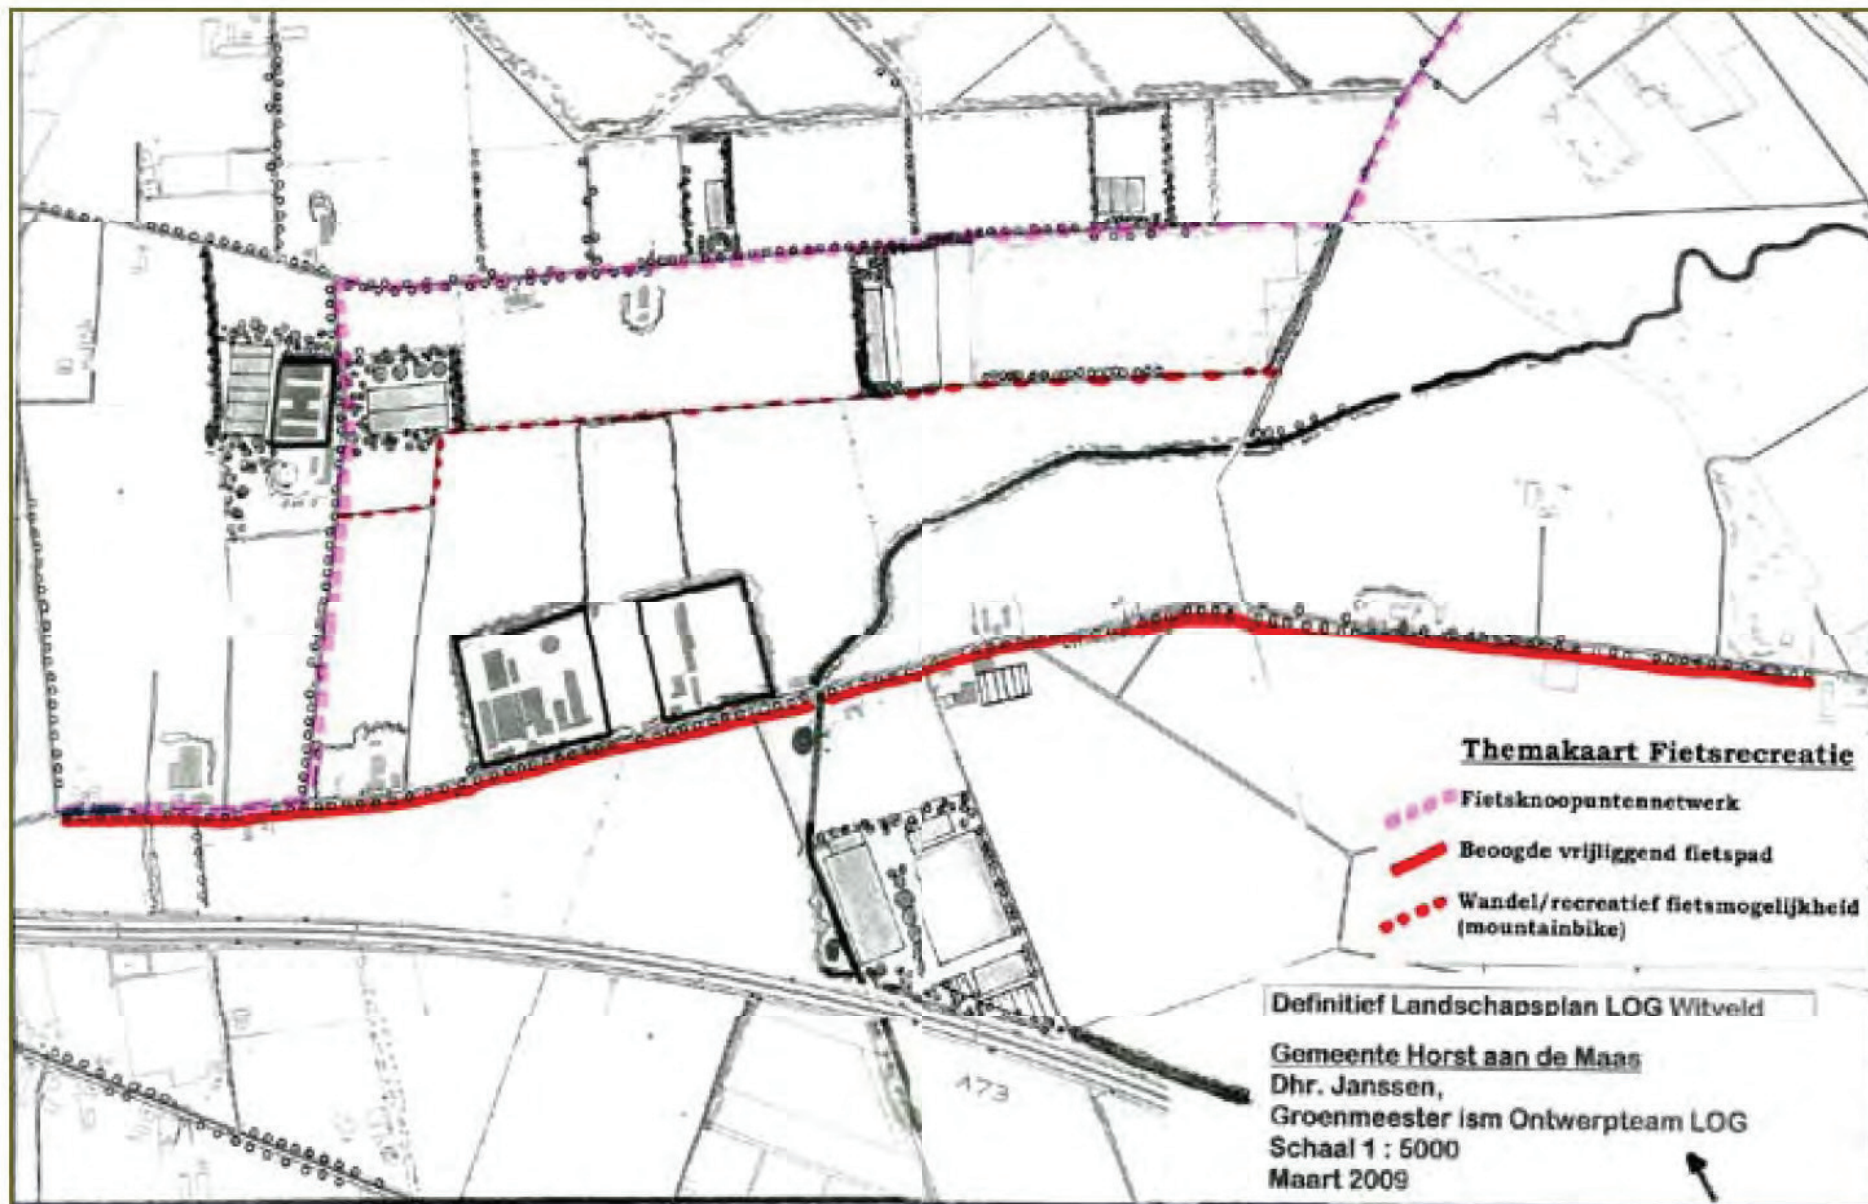 Themakaart Fietsrecreatie
Fietsknoopuntennetwerk
Beoogde vrijliggend fietspad
Wandel/recreatief fietsmogelijkheid
(mountainbike)
Definitief Landschapsplan LOG Witveld
Gemeente Horst aan de Maas
Dhr. Janssen,
Groenmeester ism Ontwerpteam LOG
Schaal 1 : 5000
Maart 2009
A73